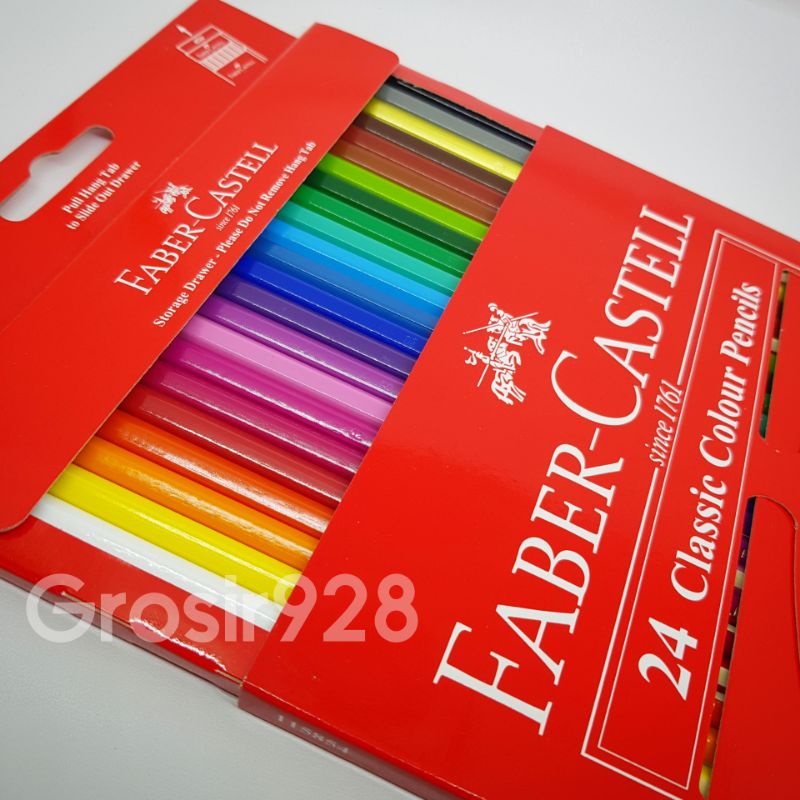 Pull Hang Tab
to Slide Out Drawer
FABER-CASTELL
since 1761
Storage Drawer - Please Do Not Remove Hang Tab
FABER-CASTELL
since 1761
24 Classic Colour Pencils
Grosir928